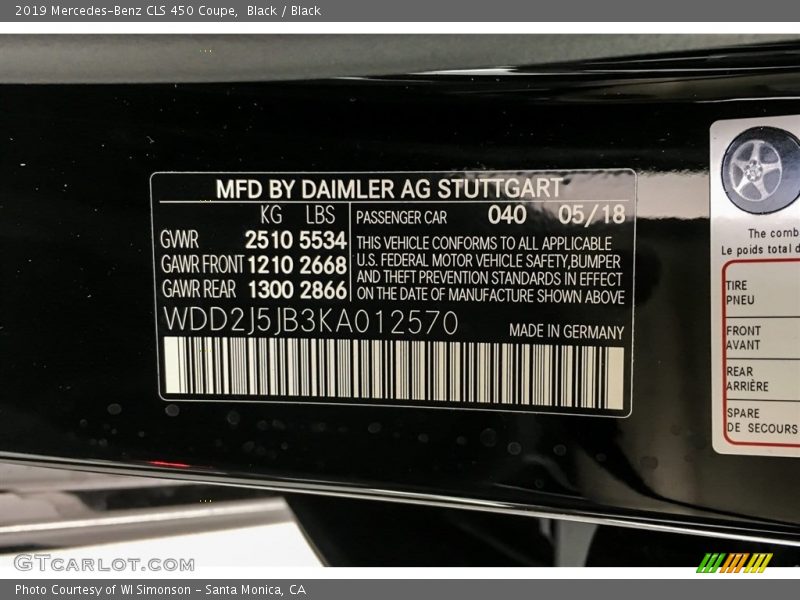 2019 Mercedes-Benz CLS 450 Coupe, Black / Black
MFD BY DAIMLER AG STUTTGART
KG LBS
GVWR 2510 5534
GAWR FRONT 1210 2668
GAWR REAR 1300 2866
PASSENGER CAR 040 05/18
THIS VEHICLE CONFORMS TO ALL APPLICABLE
U.S. FEDERAL MOTOR VEHICLE SAFETY,BUMPER
AND THEFT PREVENTION STANDARDS IN EFFECT
ON THE DATE OF MANUFACTURE SHOWN ABOVE
WDD2J5JB3KA012570
MADE IN GERMANY
The comb
Le poids total d
TIRE
PNEU
FRONT
AVANT
REAR
ARRIÈRE
SPARE
DE SECOURS
GTCARLOT.COM
Photo Courtesy of WI Simonson - Santa Monica, CA